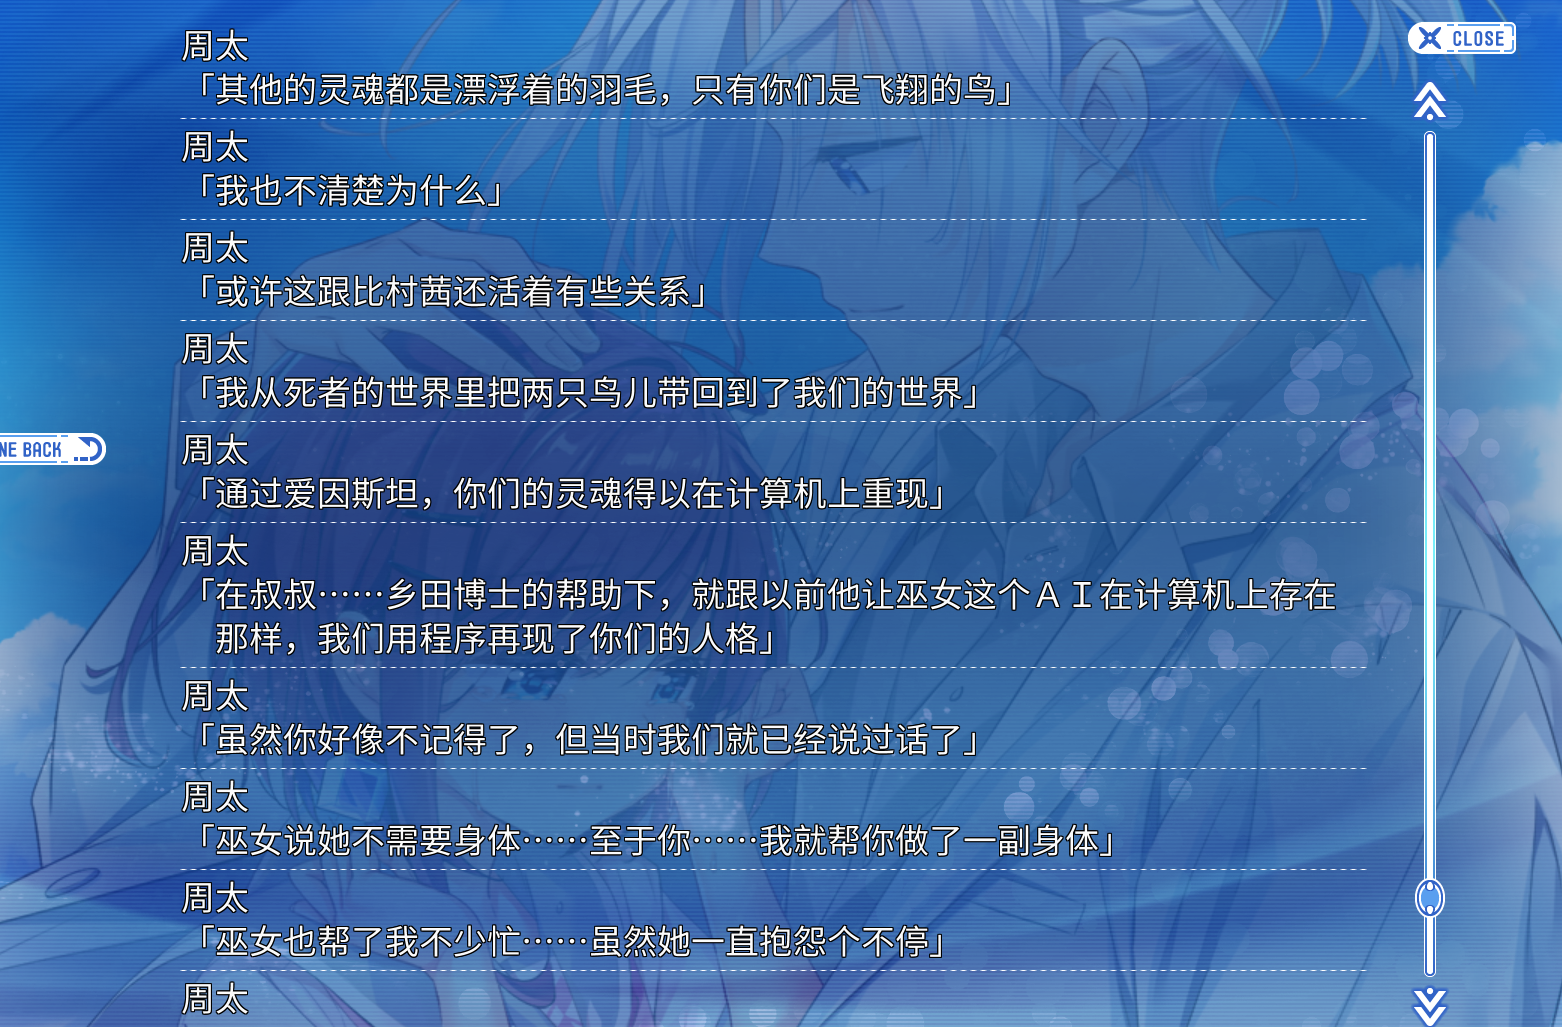 周太
「其他的灵魂都是漂浮着的羽毛，只有你们是飞翔的鸟」
周太
「我也不清楚为什么」
周太
「或许这跟比村茜还活着有些关系」
周太
「我从死者的世界里把两只鸟儿带回到了我们的世界」
周太
「通过爱因斯坦，你们的灵魂得以在计算机上重现」
周太
「在叔叔……乡田博士的帮助下，就跟以前他让巫女这个ＡＩ在计算机上存在
那样，我们用程序再现了你们的人格」
周太
「虽然你好像不记得了，但当时我们就已经说过话了」
周太
「巫女说她不需要身体……至于你……我就帮你做了一副身体」
周太
「巫女也帮了我不少忙……虽然她一直抱怨个不停」
周太
CLOSE
NE BACK